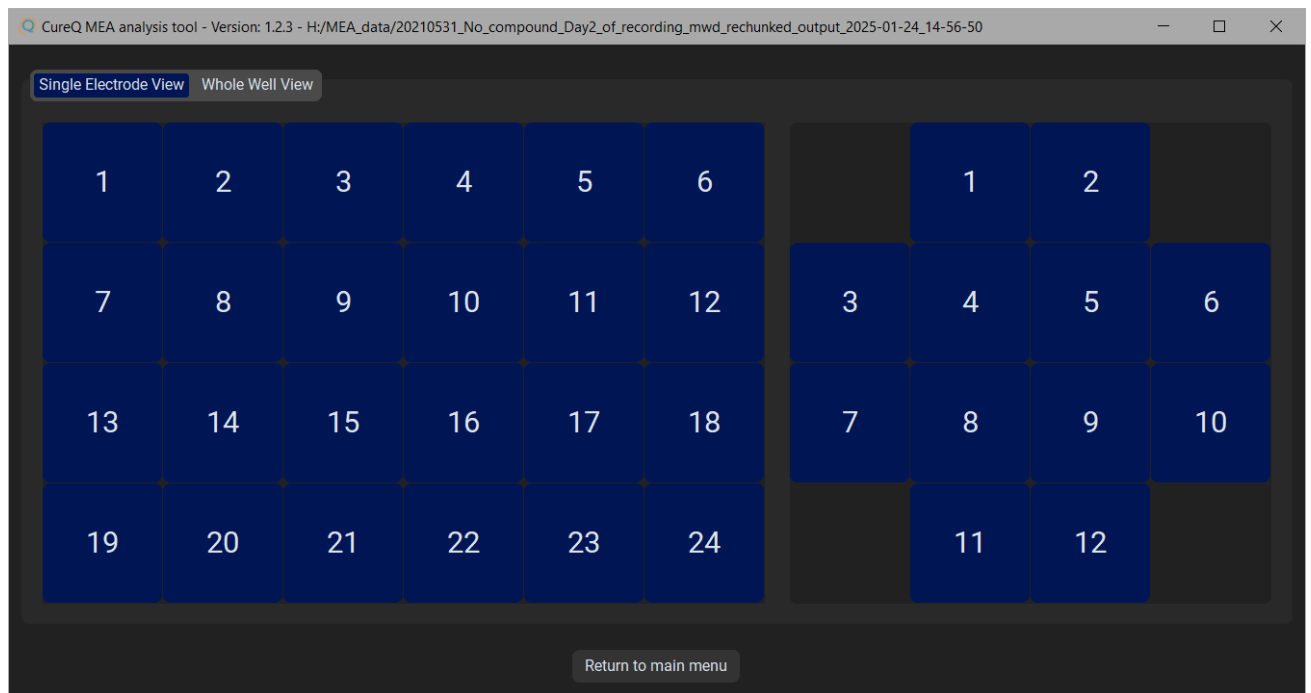 CureQ MEA analysis tool - Version: 1.2.3 - H:/MEA_data/20210531_No_compound_Day2_of_recording_mwd_rechunked_output_2025-01-24_14-56-50
Single Electrode View Whole Well View
1 2 3 4 5 6
7 8 9 10 11 12
13 14 15 16 17 18
19 20 21 22 23 24
1 2
3 4 5 6
7 8 9 10
11 12
Return to main menu